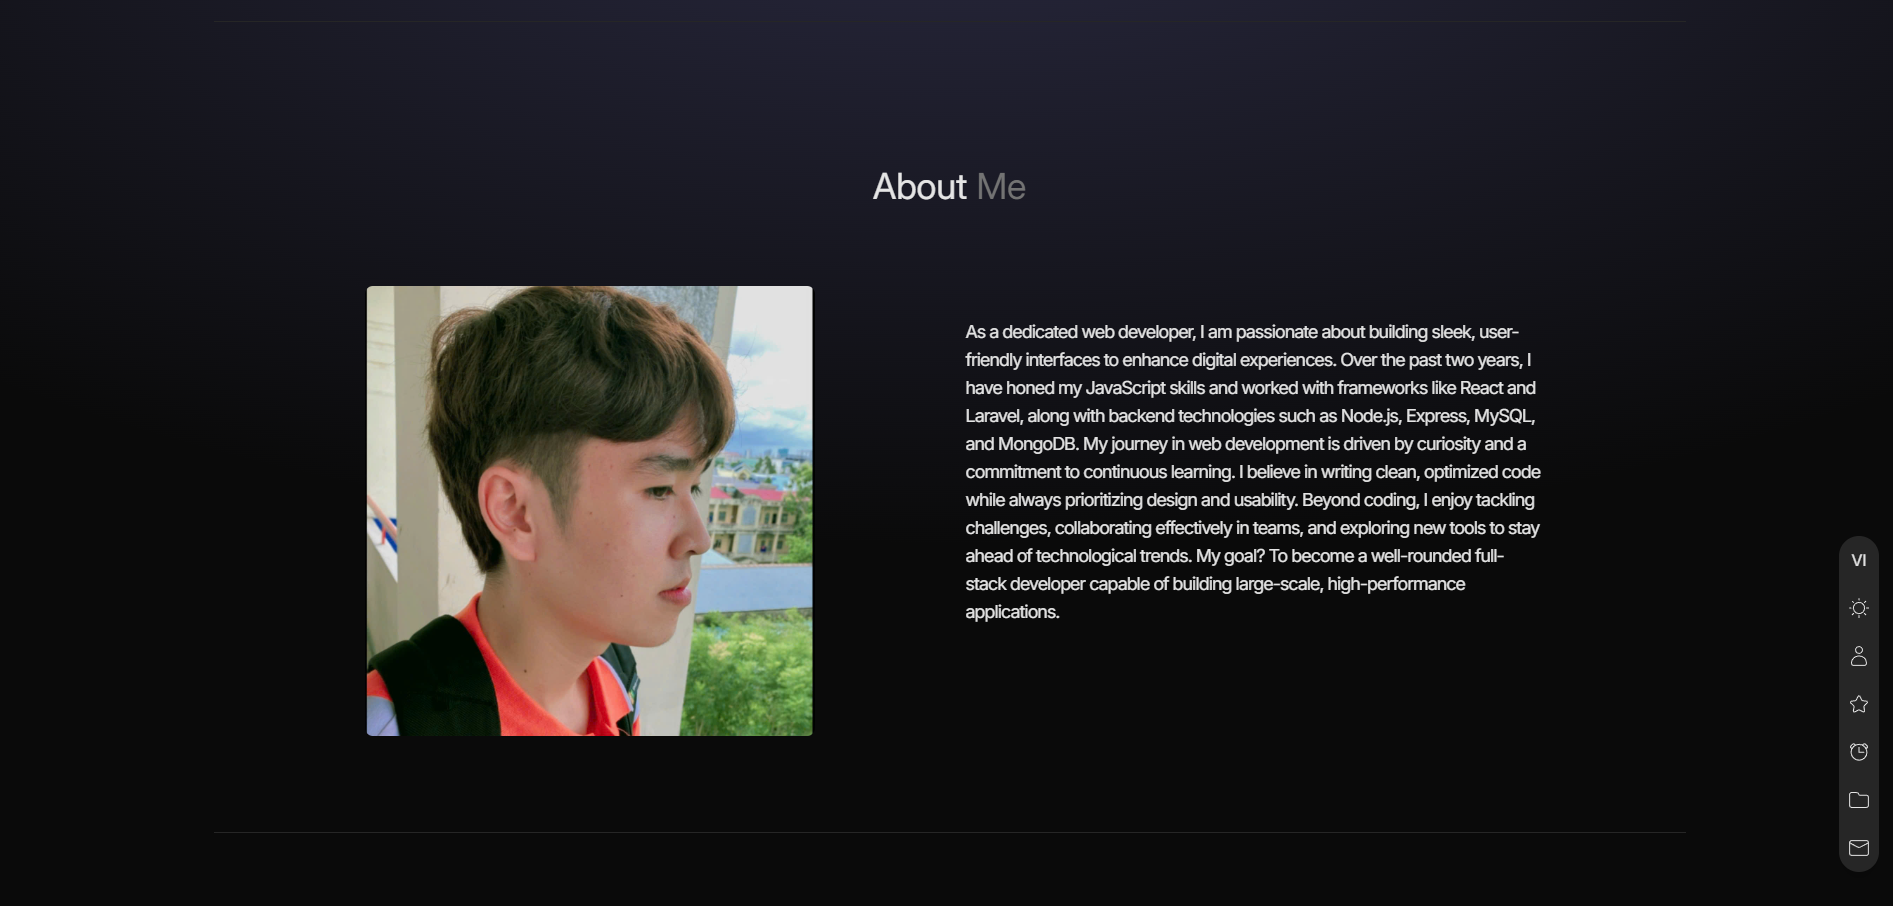 About Me
As a dedicated web developer, I am passionate about building sleek, user-
friendly interfaces to enhance digital experiences. Over the past two years, I
have honed my JavaScript skills and worked with frameworks like React and
Laravel, along with backend technologies such as Node.js, Express, MySQL,
and MongoDB. My journey in web development is driven by curiosity and a
commitment to continuous learning. I believe in writing clean, optimized code
while always prioritizing design and usability. Beyond coding, I enjoy tackling
challenges, collaborating effectively in teams, and exploring new tools to stay
ahead of technological trends. My goal? To become a well-rounded full-
stack developer capable of building large-scale, high-performance
applications.
VI